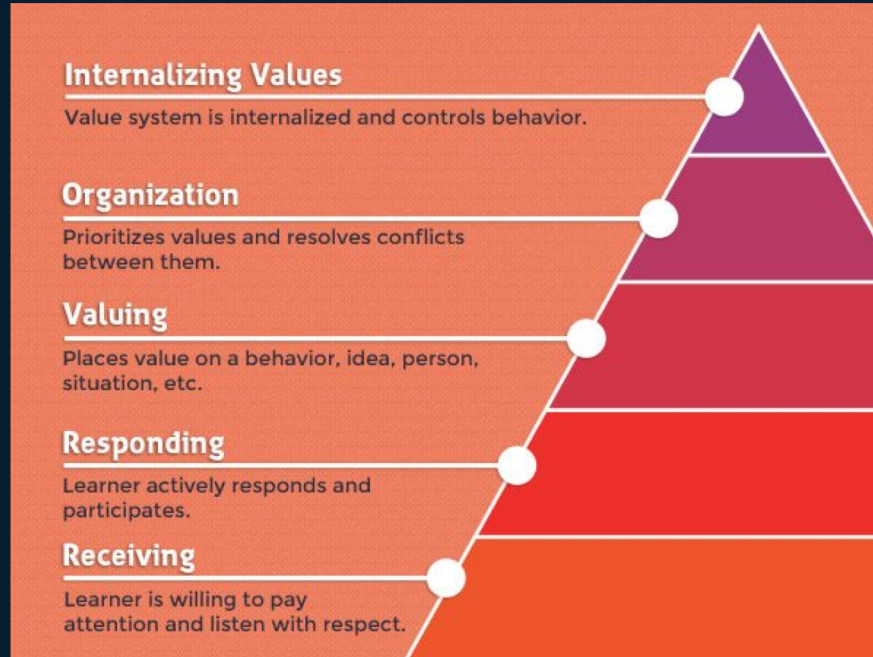 Internalizing Values
Value system is internalized and controls behavior.
Organization
Prioritizes values and resolves conflicts
between them.
Valuing
Places value on a behavior, idea, person,
situation, etc.
Responding
Learner actively responds and
participates.
Receiving
Learner is willing to pay
attention and listen with respect.